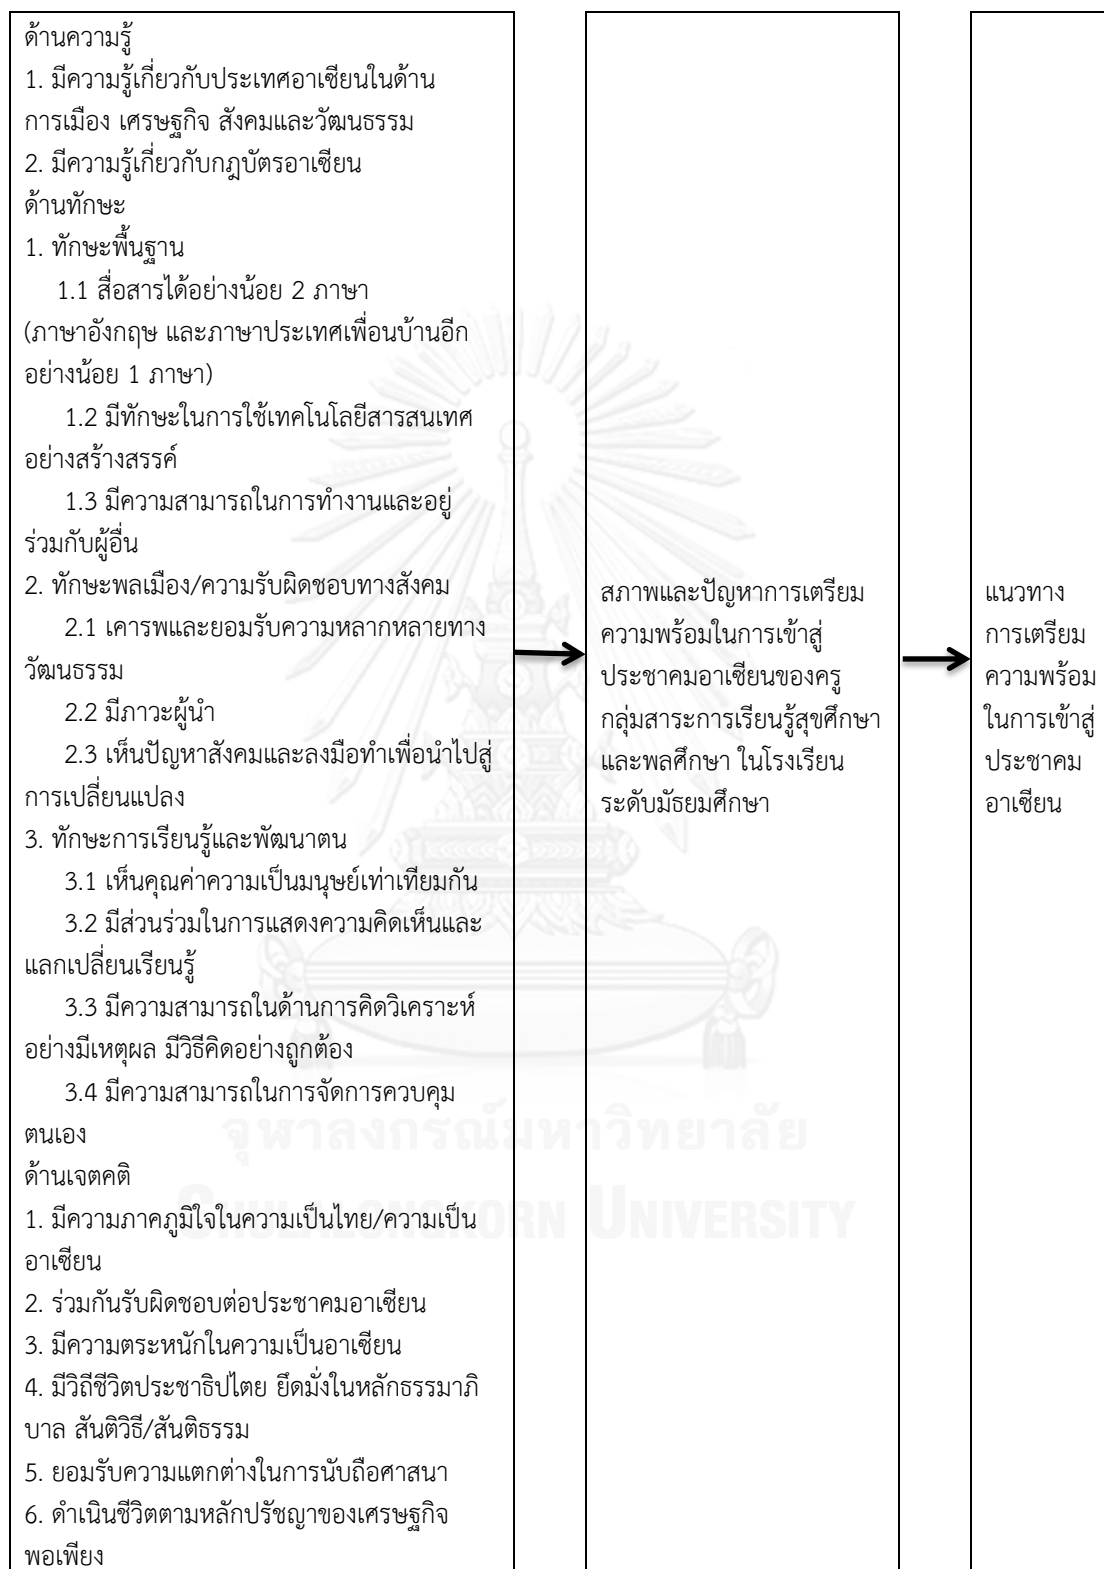 ด้านความรู้
1. มีความรู้เกี่ยวกับประเทศอาเซียนในด้าน
การเมือง เศรษฐกิจ สังคมและวัฒนธรรม
2. มีความรู้เกี่ยวกับกฎบัตรอาเซียน
ด้านทักษะ
1. ทักษะพื้นฐาน
1.1 สื่อสารได้อย่างน้อย 2 ภาษา
(ภาษาอังกฤษ และภาษาประเทศเพื่อนบ้านอีก
อย่างน้อย 1 ภาษา)
1.2 มีทักษะในการใช้เทคโนโลยีสารสนเทศ
อย่างสร้างสรรค์
1.3 มีความสามารถในการทำงานและอยู่
ร่วมกับผู้อื่น
2. ทักษะพลเมือง/ความรับผิดชอบทางสังคม
2.1 เคารพและยอมรับความหลากหลายทาง
วัฒนธรรม
2.2 มีภาวะผู้นำ
2.3 เห็นปัญหาสังคมและลงมือทำเพื่อนำไปสู่
การเปลี่ยนแปลง
3. ทักษะการเรียนรู้และพัฒนาตน
3.1 เห็นคุณค่าความเป็นมนุษย์เท่าเทียมกัน
3.2 มีส่วนร่วมในการแสดงความคิดเห็นและ
แลกเปลี่ยนเรียนรู้
3.3 มีความสามารถในด้านการคิดวิเคราะห์
อย่างมีเหตุผล มีวิธีคิดอย่างถูกต้อง
3.4 มีความสามารถในการจัดการควบคุม
ตนเอง
ด้านเจตคติ
1. มีความภาคภูมิใจในความเป็นไทย/ความเป็น
อาเซียน
2. ร่วมกันรับผิดชอบต่อประชาคมอาเซียน
3. มีความตระหนักในความเป็นอาเซียน
4. มีวิถีชีวิตประชาธิปไตย ยึดมั่งในหลักธรรมาภิ
บาล สันติวิธี/สันติธรรม
5. ยอมรับความแตกต่างในการนับถือศาสนา
6. ดำเนินชีวิตตามหลักปรัชญาของเศรษฐกิจ
พอเพียง
สภาพและปัญหาการเตรียม
ความพร้อมในการเข้าสู่
ประชาคมอาเซียนของครู
กลุ่มสาระการเรียนรู้สุขศึกษา
และพลศึกษา ในโรงเรียน
ระดับมัธยมศึกษา
แนวทาง
การเตรียม
ความพร้อม
ในการเข้าสู่
ประชาคม
อาเซียน
จุฬาลงกรณ์มหาวิทยาลัย
CHULALONGKORN UNIVERSITY